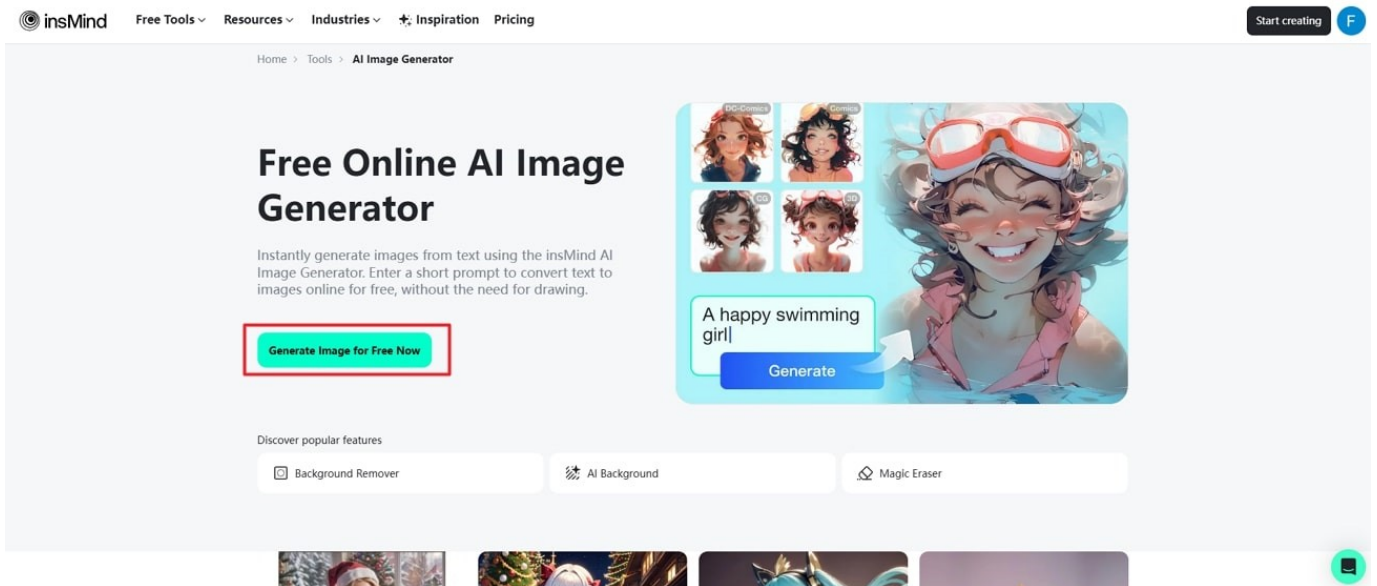 insMind
Free Tools
Resources
Industries
Inspiration
Pricing
Start creating
F
Home > Tools > AI Image Generator
Free Online AI Image
Generator
Instantly generate images from text using the insMind AI
Image Generator. Enter a short prompt to convert text to
images online for free, without the need for drawing.
Generate Image for Free Now
DC-Comics
Comics
CG
3D
A happy swimming
girl
Generate
Discover popular features
Background Remover
AI Background
Magic Eraser